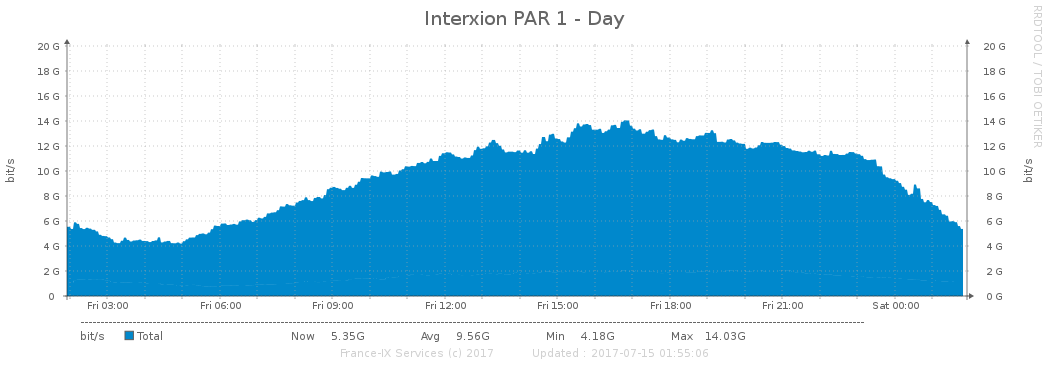 Interxion PAR 1 - Day
RRDTOOL / TOBI OETIKER
20 G 20 G
18 G 18 G
16 G 16 G
14 G 14 G
12 G 12 G
10 G 10 G
8 G 8 G
6 G 6 G
4 G 4 G
2 G 2 G
0 0 G
bit/s
bit/s
Fri 03:00 Fri 06:00 Fri 09:00 Fri 12:00 Fri 15:00 Fri 18:00 Fri 21:00 Sat 00:00
bit/s Total Now 5.35G Avg 9.56G Min 4.18G Max 14.03G
France-IX Services (c) 2017 Updated : 2017-07-15 01:55:06